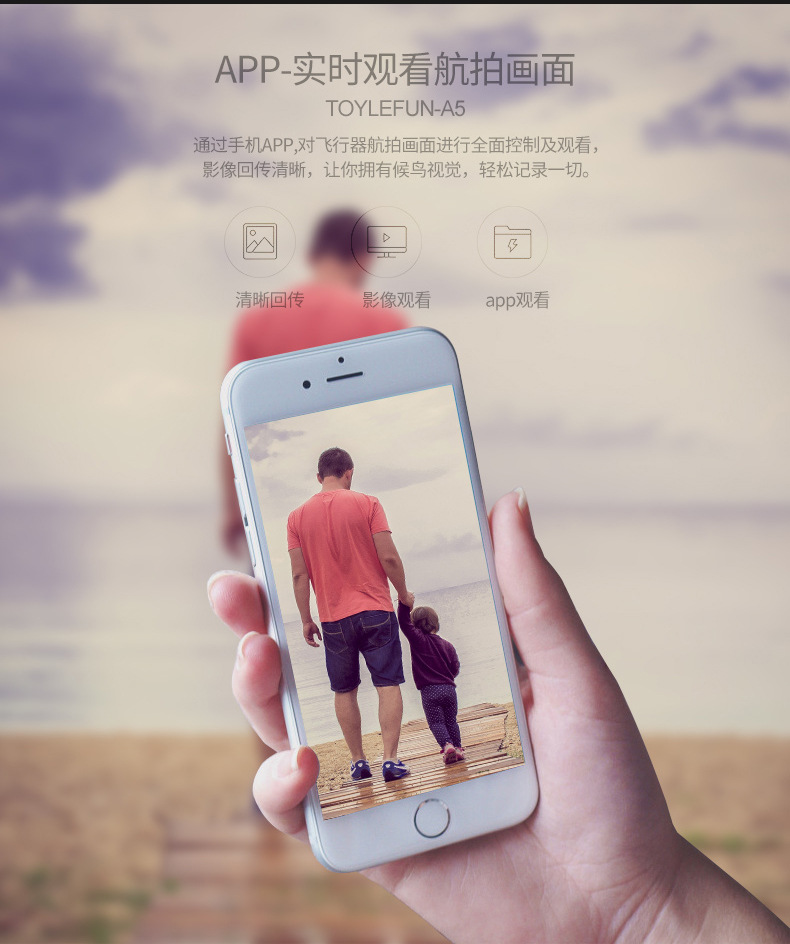 APP-实时观看航拍画面
TOYLEFUN-A5
通过手机APP,对飞行器航拍画面进行全面控制及观看，
影像回传清晰，让你拥有候鸟视觉，轻松记录一切。
清晰回传
影像观看
app观看